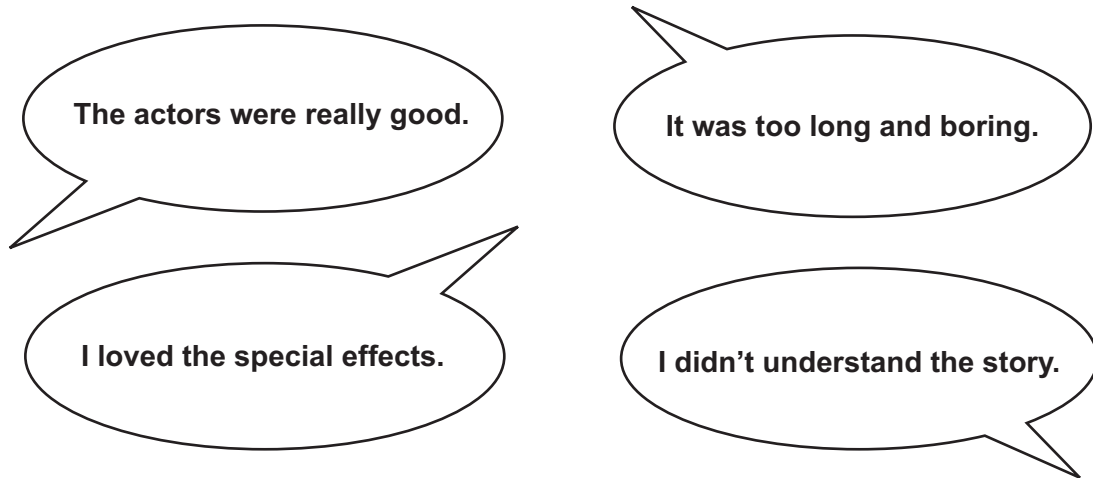 The actors were really good.
It was too long and boring.
I loved the special effects.
I didn’t understand the story.